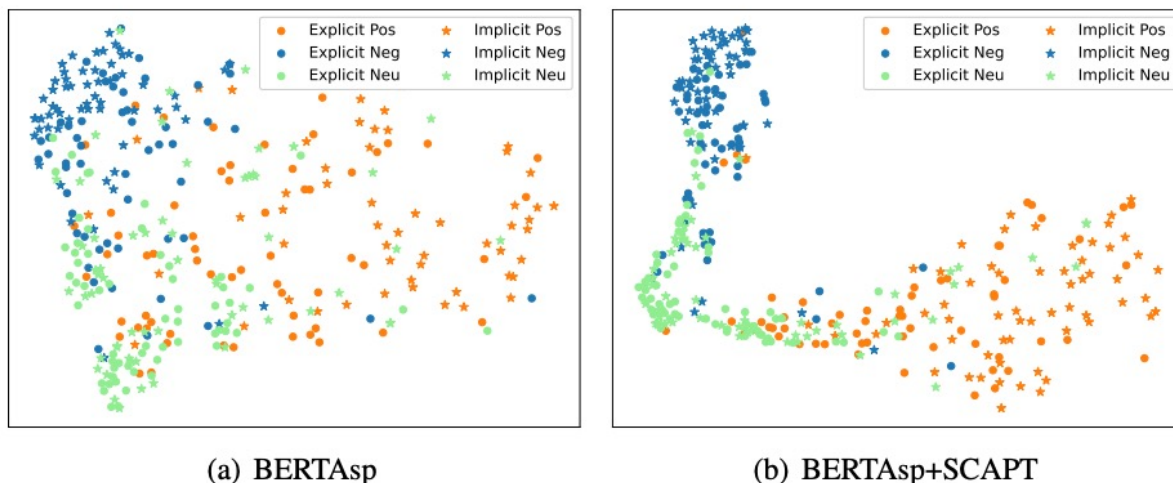 Explicit Pos Implicit Pos
Explicit Neg Implicit Neg
Explicit Neu Implicit Neu
Explicit Pos Implicit Pos
Explicit Neg Implicit Neg
Explicit Neu Implicit Neu
(a) BERTAsp
(b) BERTAsp+SCAPT